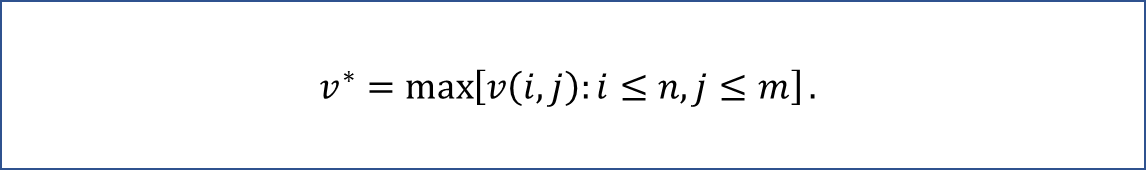 v* = max[v(i, j): i ≤ n, j ≤ m] .